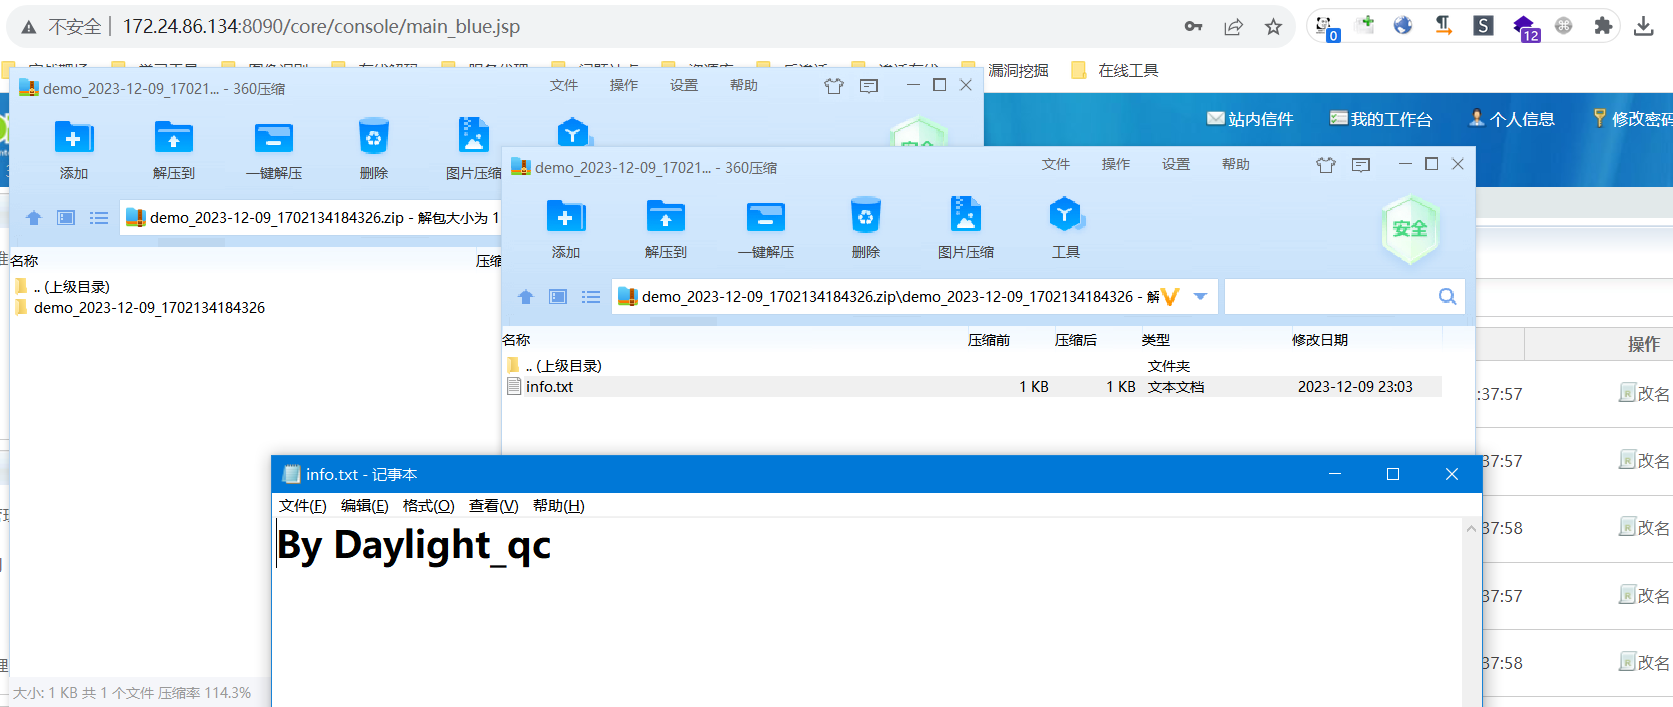 不安全 | 172.24.86.134:8090/core/console/main_blue.jsp
0
S
12
漏洞挖掘 在线工具
demo_2023-12-09_17021... - 360压缩
文件 操作 设置 帮助
添加 解压到 一键解压 删除 图片压缩
demo_2023-12-09_1702134184326.zip - 解包大小为 1
名称
.. (上级目录)
demo_2023-12-09_1702134184326
大小: 1 KB 共 1 个文件 压缩率 114.3%
站内信件 我的工作台 个人信息 修改密码
demo_2023-12-09_17021... - 360压缩
文件 操作 设置 帮助
添加 解压到 一键解压 删除 图片压缩 工具
安全
demo_2023-12-09_1702134184326.zip\demo_2023-12-09_1702134184326 - 解
名称 压缩前 压缩后 类型 修改日期
.. (上级目录) 文件夹
info.txt 1 KB 1 KB 文本文档 2023-12-09 23:03
操作
:37:57 改名
37:57 改名
37:58 改名
37:57 改名
37:58 改名
info.txt - 记事本
文件(F) 编辑(E) 格式(O) 查看(V) 帮助(H)
By Daylight_qc